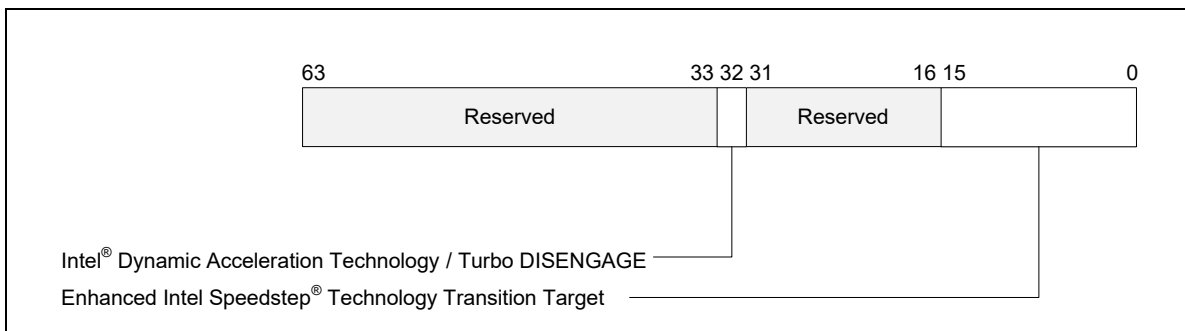 63 33 32 31 16 15 0
Reserved Reserved
Intel® Dynamic Acceleration Technology / Turbo DISENGAGE
Enhanced Intel Speedstep® Technology Transition Target